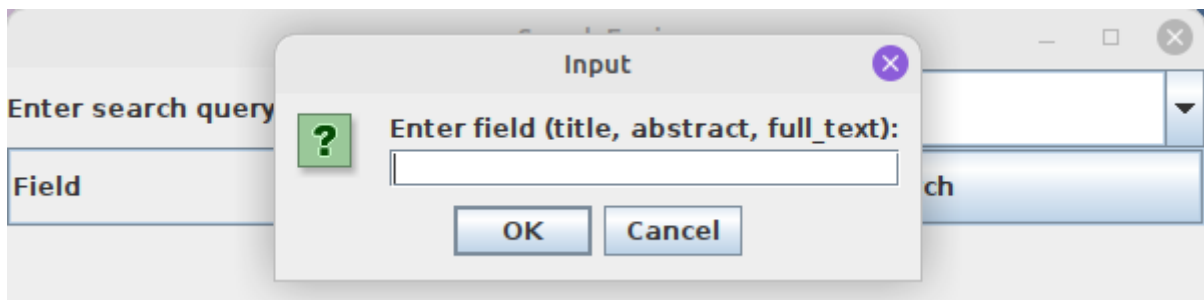 Input
Enter search query
Enter field (title, abstract, full_text):
Field
ch
OK
Cancel